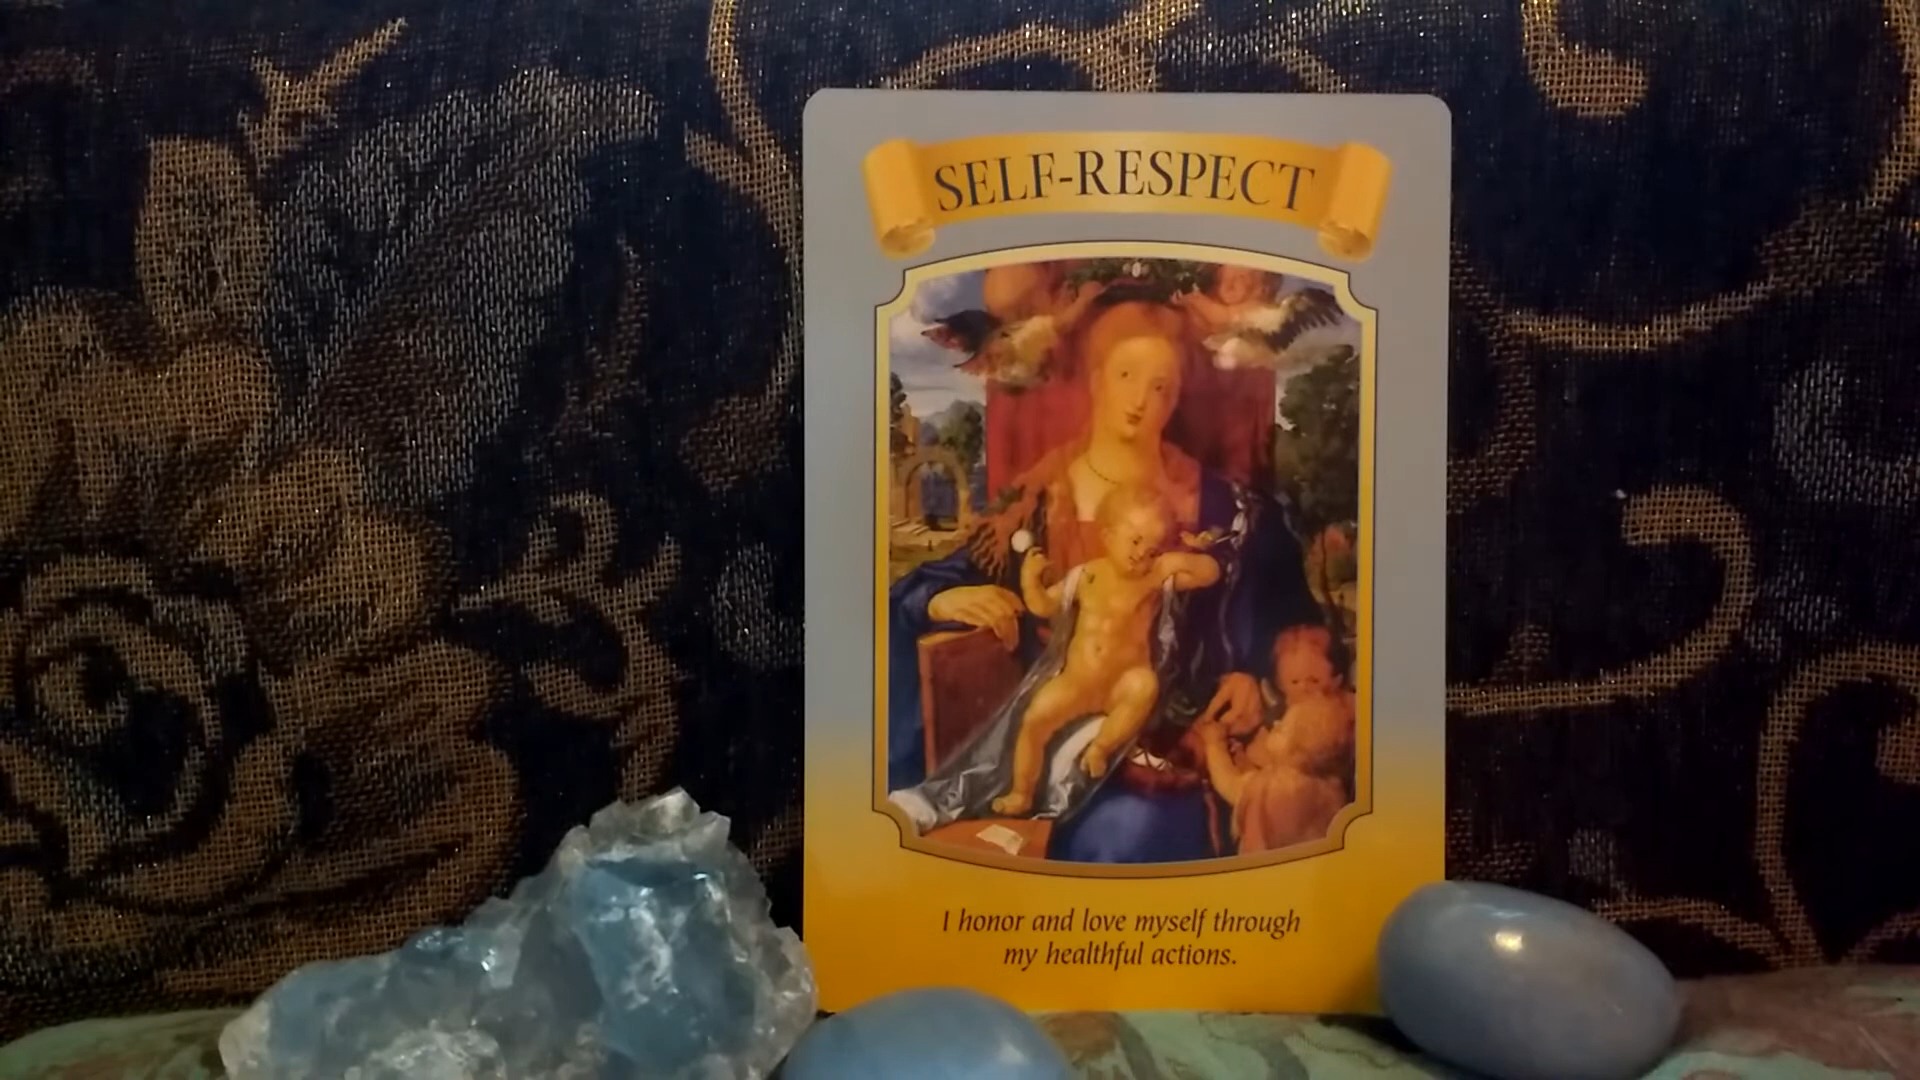 SELF-RESPECT
I honor and love myself through
my healthful actions.